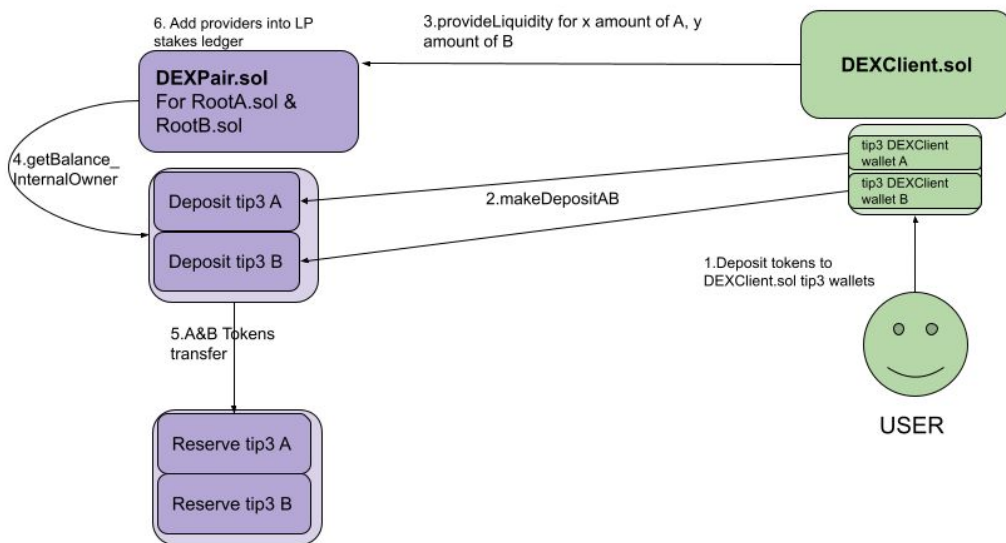 6. Add providers into LP
stakes ledger
3.provideLiquidity for x amount of A, y
amount of B
DEXPair.sol
For RootA.sol &
RootB.sol
DEXClient.sol
4.getBalance_
InternalOwner
tip3 DEXClient
wallet A
tip3 DEXClient
wallet B
Deposit tip3 A
2.makeDepositAB
Deposit tip3 B
1.Deposit tokens to
DEXClient.sol tip3 wallets
5.A&B Tokens
transfer
USER
Reserve tip3 A
Reserve tip3 B